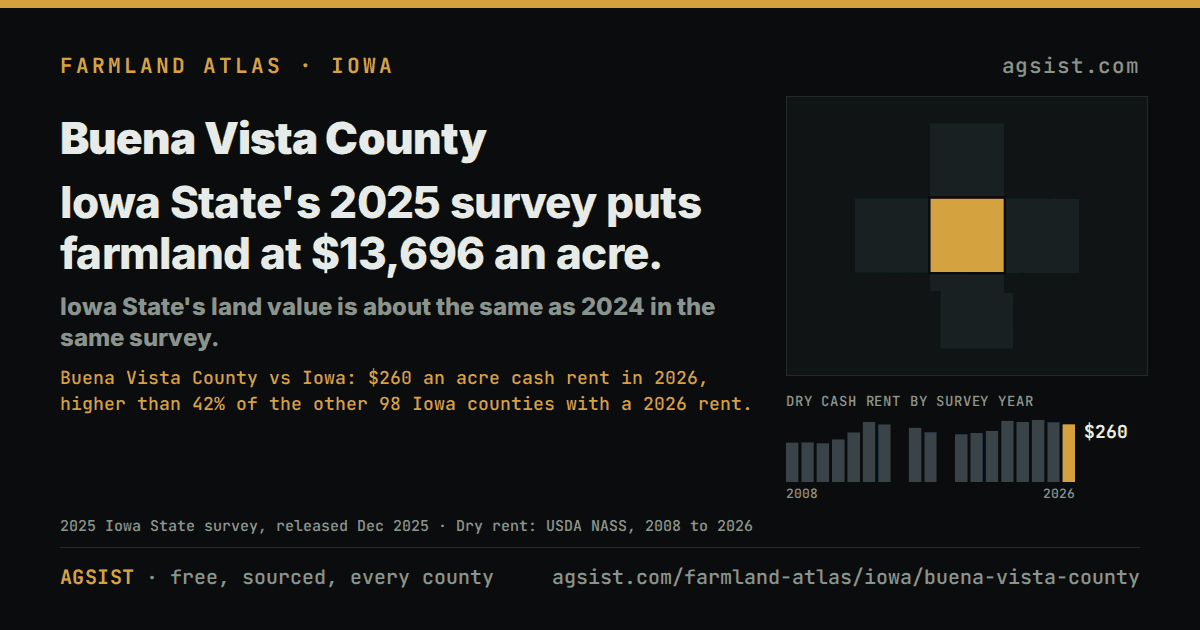 FARMLAND ATLAS · IOWA
agsist.com
Buena Vista County
Iowa State's 2025 survey puts
farmland at $13,696 an acre.
Iowa State's land value is about the same as 2024 in the
same survey.
Buena Vista County vs Iowa: $260 an acre cash rent in 2026,
higher than 42% of the other 98 Iowa counties with a 2026 rent.
DRY CASH RENT BY SURVEY YEAR
$260
2008
2026
2025 Iowa State survey, released Dec 2025 · Dry rent: USDA NASS, 2008 to 2026
AGSIST · free, sourced, every county
agsist.com/farmland-atlas/iowa/buena-vista-county